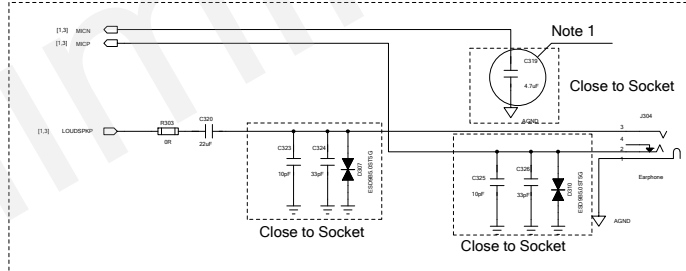 [1,3] MICN
[1,3] MICP
Note 1
C319
4.7uF
Close to Socket
AGND
J304
[1,3] LOUDSPKP
R303
0R
C320
22uF
3
4
2
1
C323
10pF
C324
33pF
D307
ESD9B5.0ST5G
C325
10pF
C326
33pF
D310
ESD9B5.0ST5G
Earphone
AGND
Close to Socket
Close to Socket